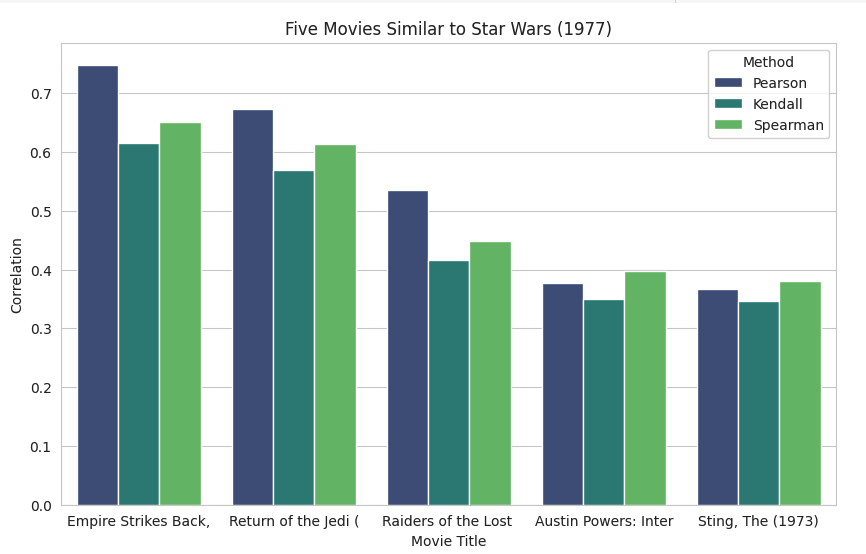 Five Movies Similar to Star Wars (1977)
Method
Pearson
Kendall
Spearman
Correlation
0.7
0.6
0.5
0.4
0.3
0.2
0.1
0.0
Empire Strikes Back, Return of the Jedi ( Raiders of the Lost Austin Powers: Inter Sting, The (1973)
Movie Title